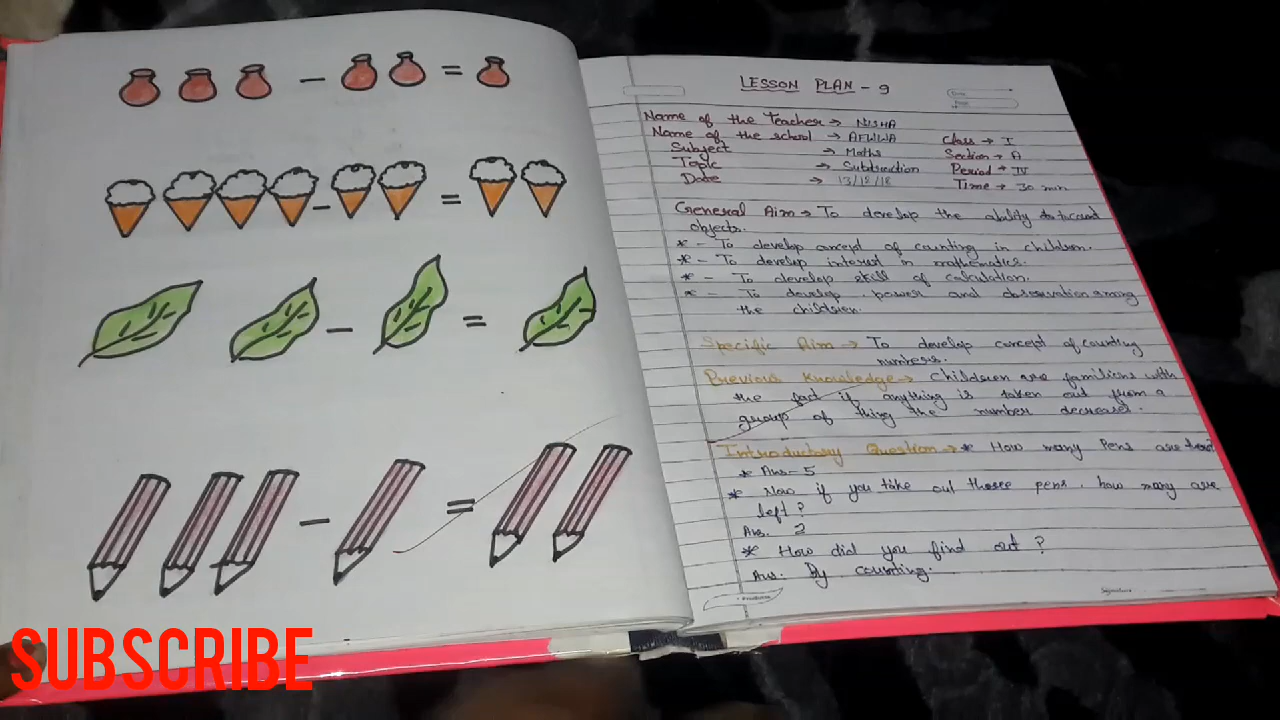 LESSON PLAN - 9
Name of the Teacher → NISHA
Name of the school → AFWWA Class → I
Subject → Maths Section → A
Topic → Subtraction Period → IV
Date → 13/12/18 Time → 30 min
General Aim → To develop the ability to count
objects.
* - To develop concept of counting in children.
* - To develop interest in mathematics.
* - To develop skill of calculation.
* - To develop power and observation among
the children.
Specific Aim → To develop concept of counting
numbers.
Previous Knowledge → Children are familiars with
the fact if anything is taken out from a
group of thing the number decreases.
Introductory Question → * How many Pens are
* Ans - 5
* Now if you take out these pens, how many are
left?
Ans. 2
* How did you find out?
Ans. By counting.
- =
- =
- =
- =
SUBSCRIBE